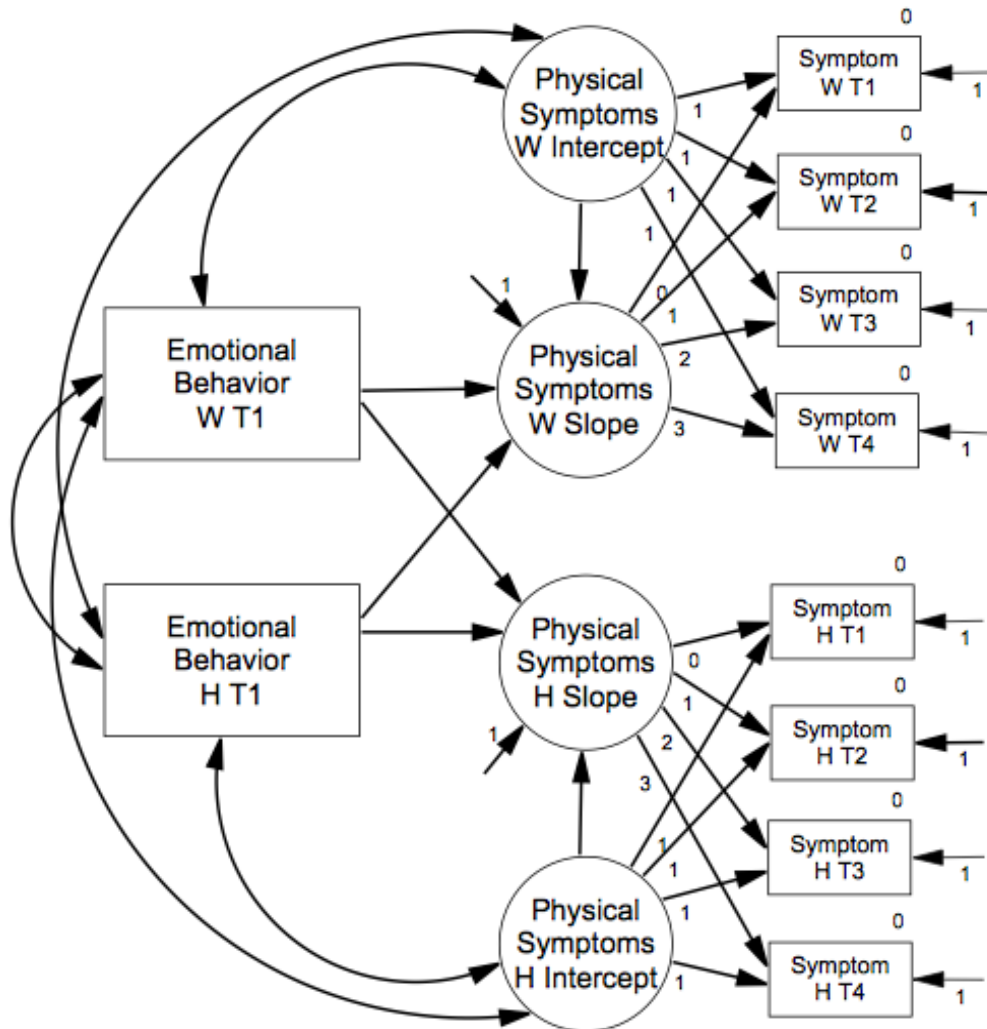 0
Symptom
W T1
1
Physical
Symptoms
W Intercept
1
1
1
1
0
Symptom
W T2
1
0
Symptom
W T3
1
0
Symptom
W T4
1
Emotional
Behavior
W T1
1
Physical
Symptoms
W Slope
0
1
2
3
Emotional
Behavior
H T1
1
Physical
Symptoms
H Slope
0
1
2
3
0
Symptom
H T1
1
0
Symptom
H T2
1
0
Symptom
H T3
1
0
Symptom
H T4
1
Physical
Symptoms
H Intercept
1
1
1
1